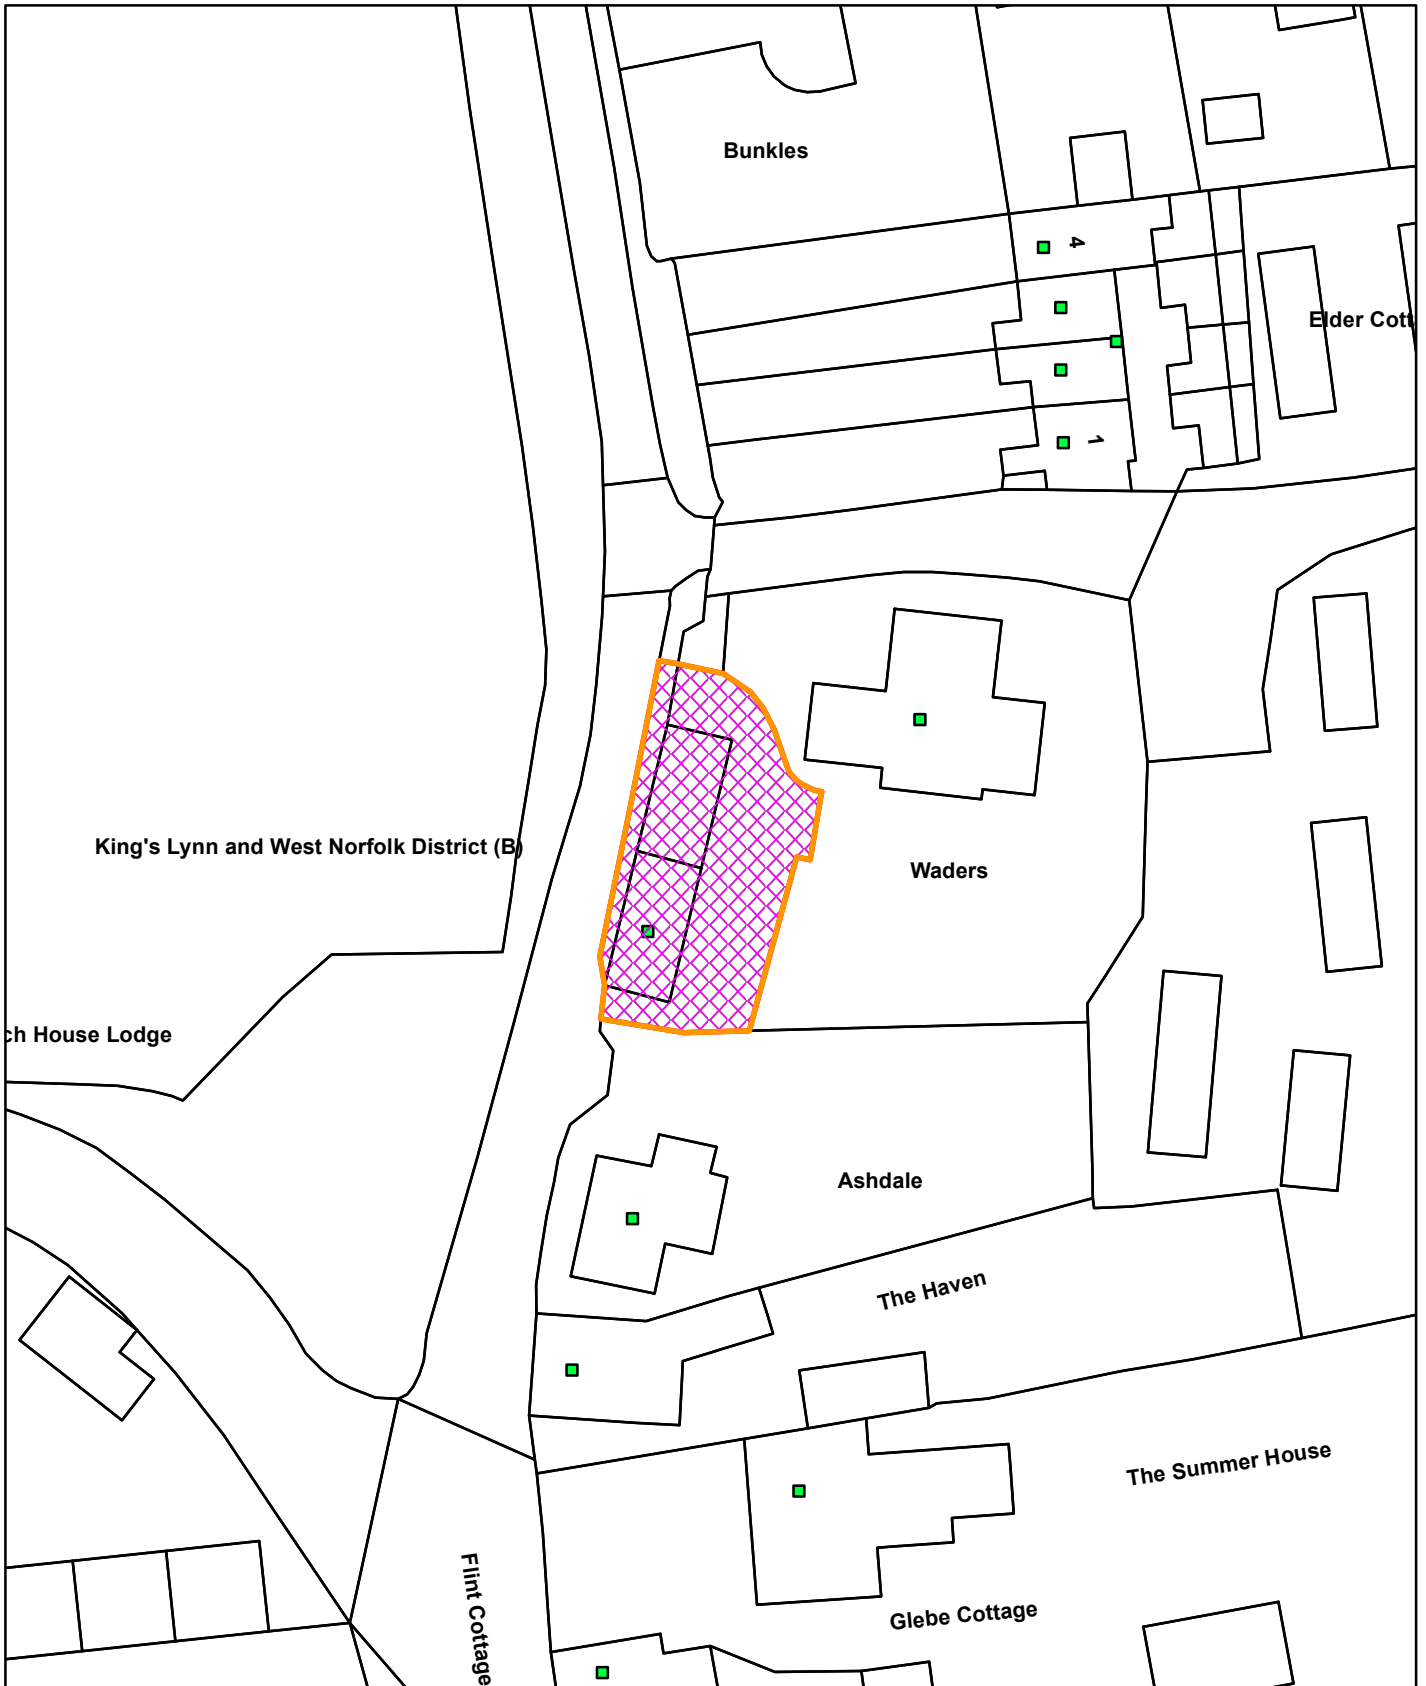 Bunkles
4
Elder Cott
1
King's Lynn and West Norfolk District (B)
Waders
ch House Lodge
Ashdale
The Haven
The Summer House
Flint Cottage
Glebe Cottage